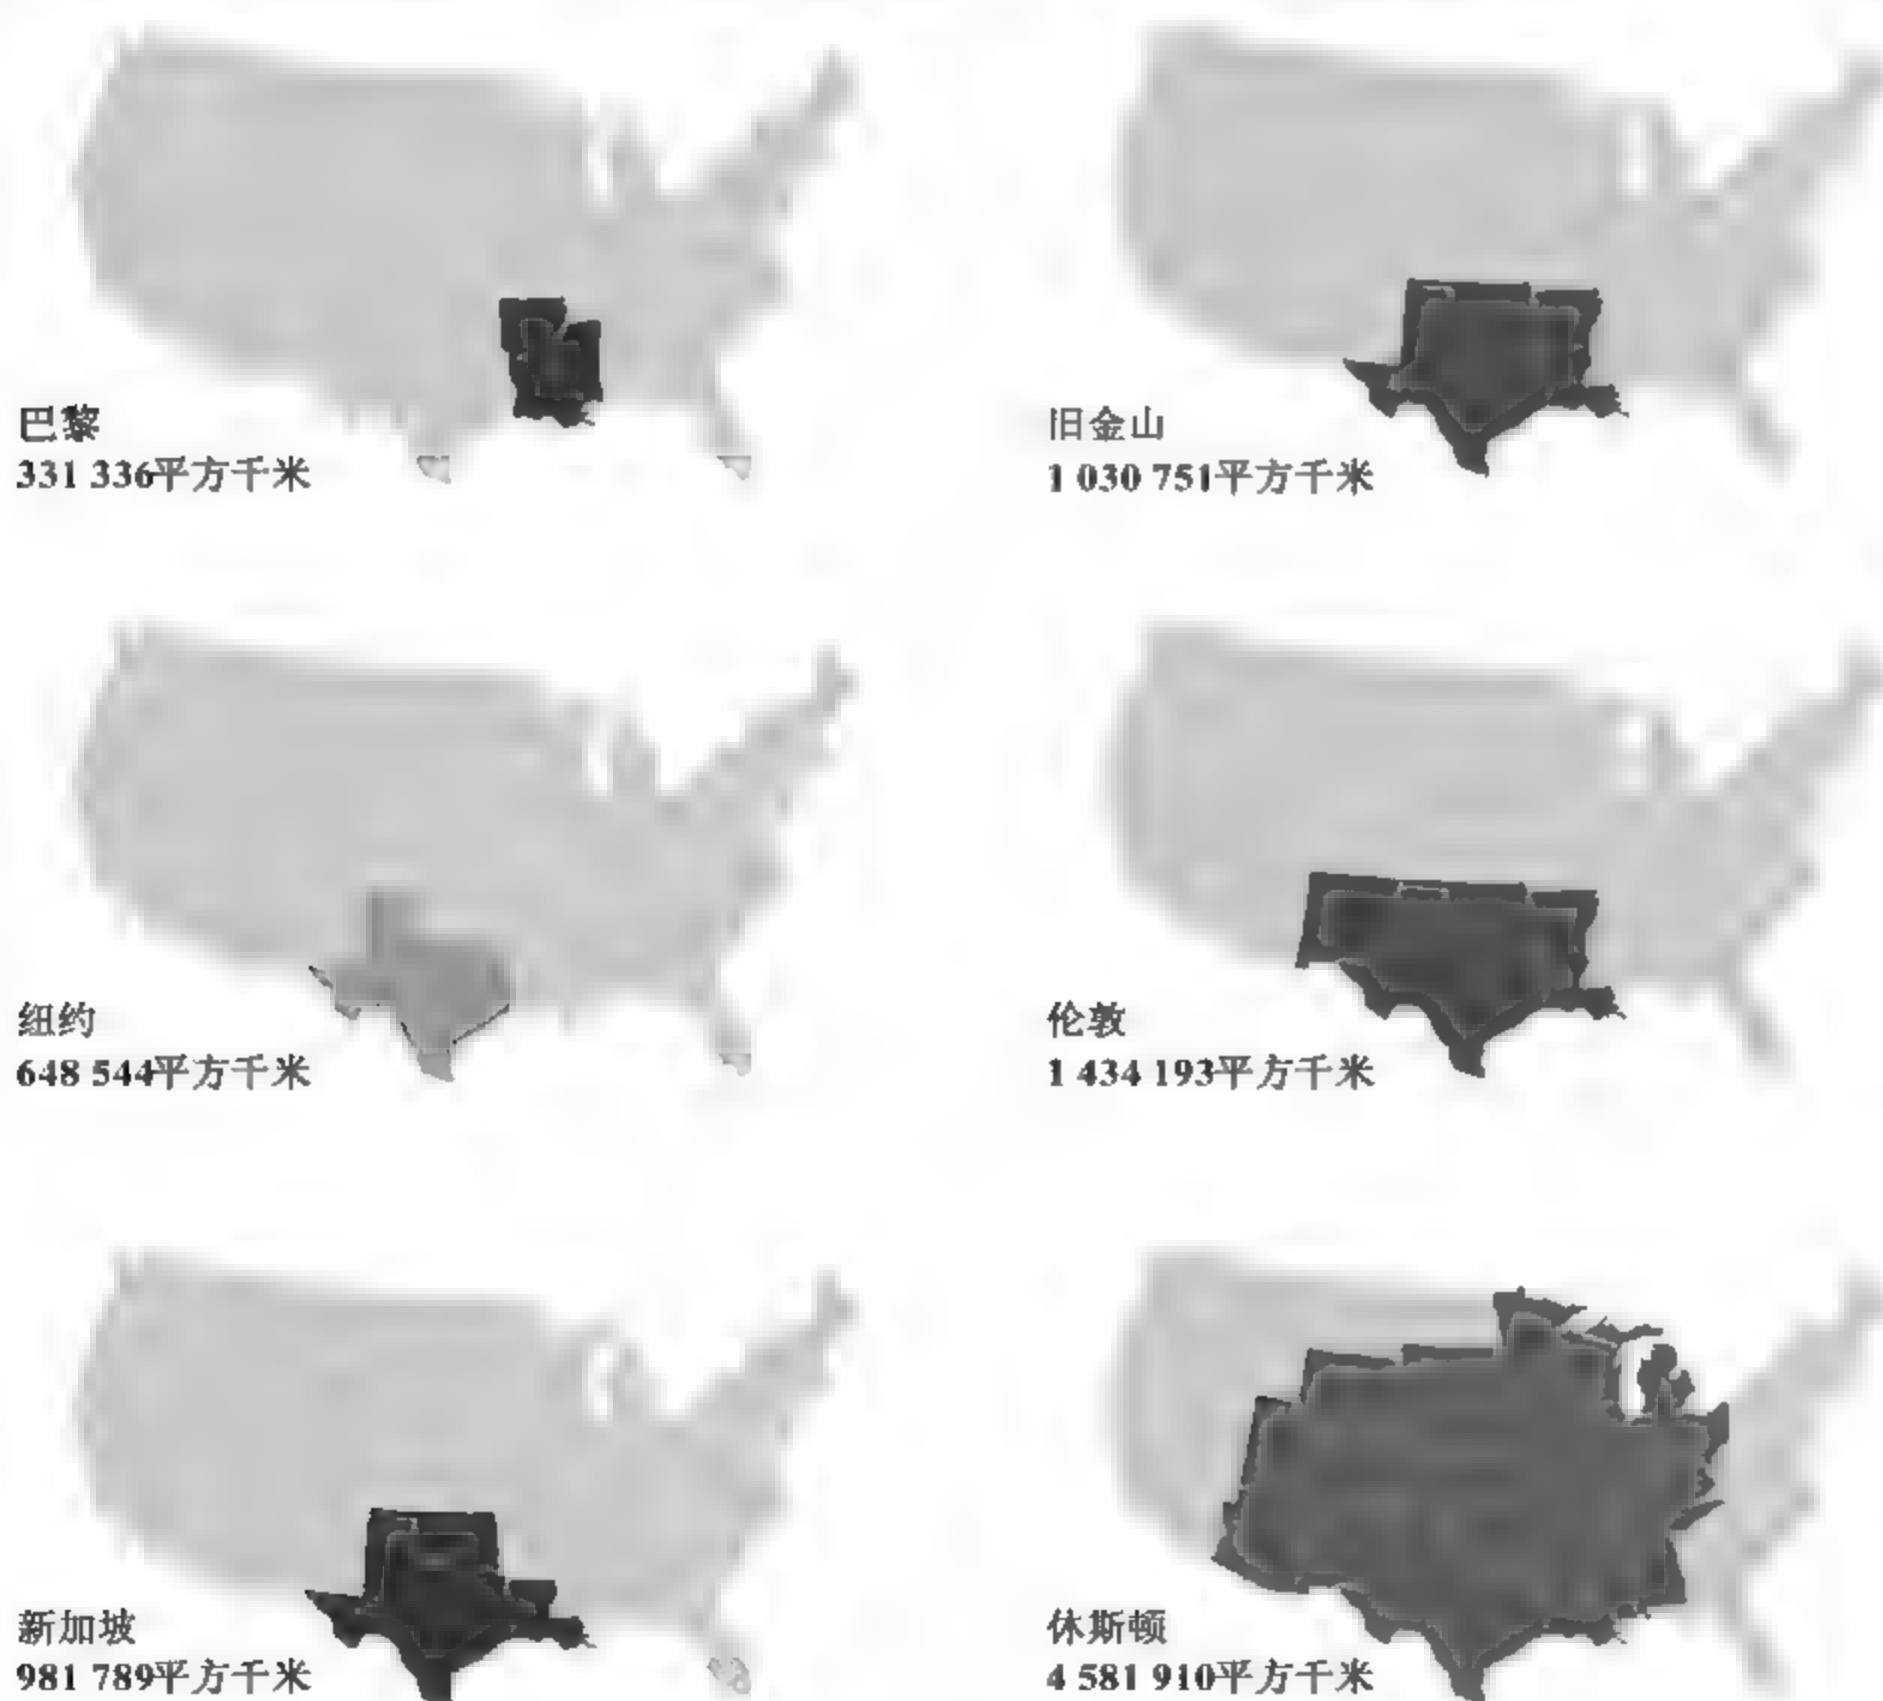 巴黎
331 336平方千米
旧金山
1 030 751平方千米
纽约
648 544平方千米
伦敦
1 434 193平方千米
新加坡
981 789平方千米
休斯顿
4 581 910平方千米